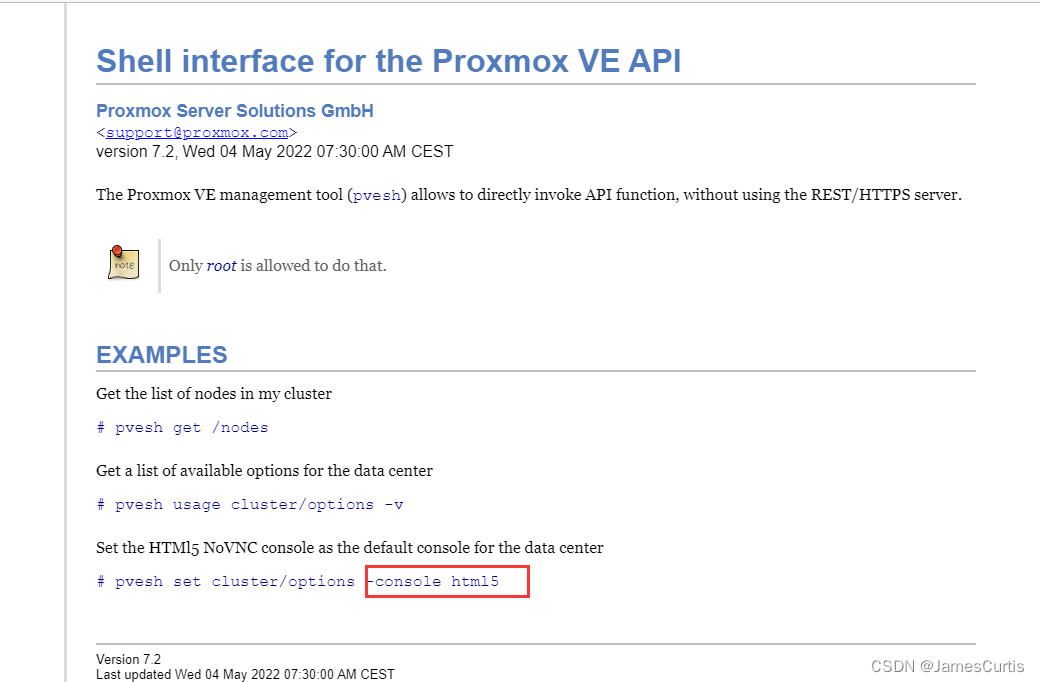 Shell interface for the Proxmox VE API
Proxmox Server Solutions GmbH
<support@proxmox.com>
version 7.2, Wed 04 May 2022 07:30:00 AM CEST
The Proxmox VE management tool (pvesh) allows to directly invoke API function, without using the REST/HTTPS server.
note
Only root is allowed to do that.
EXAMPLES
Get the list of nodes in my cluster
# pvesh get /nodes
Get a list of available options for the data center
# pvesh usage cluster/options -v
Set the HTMl5 NoVNC console as the default console for the data center
# pvesh set cluster/options -console html5
Version 7.2
Last updated Wed 04 May 2022 07:30:00 AM CEST
CSDN @JamesCurtis